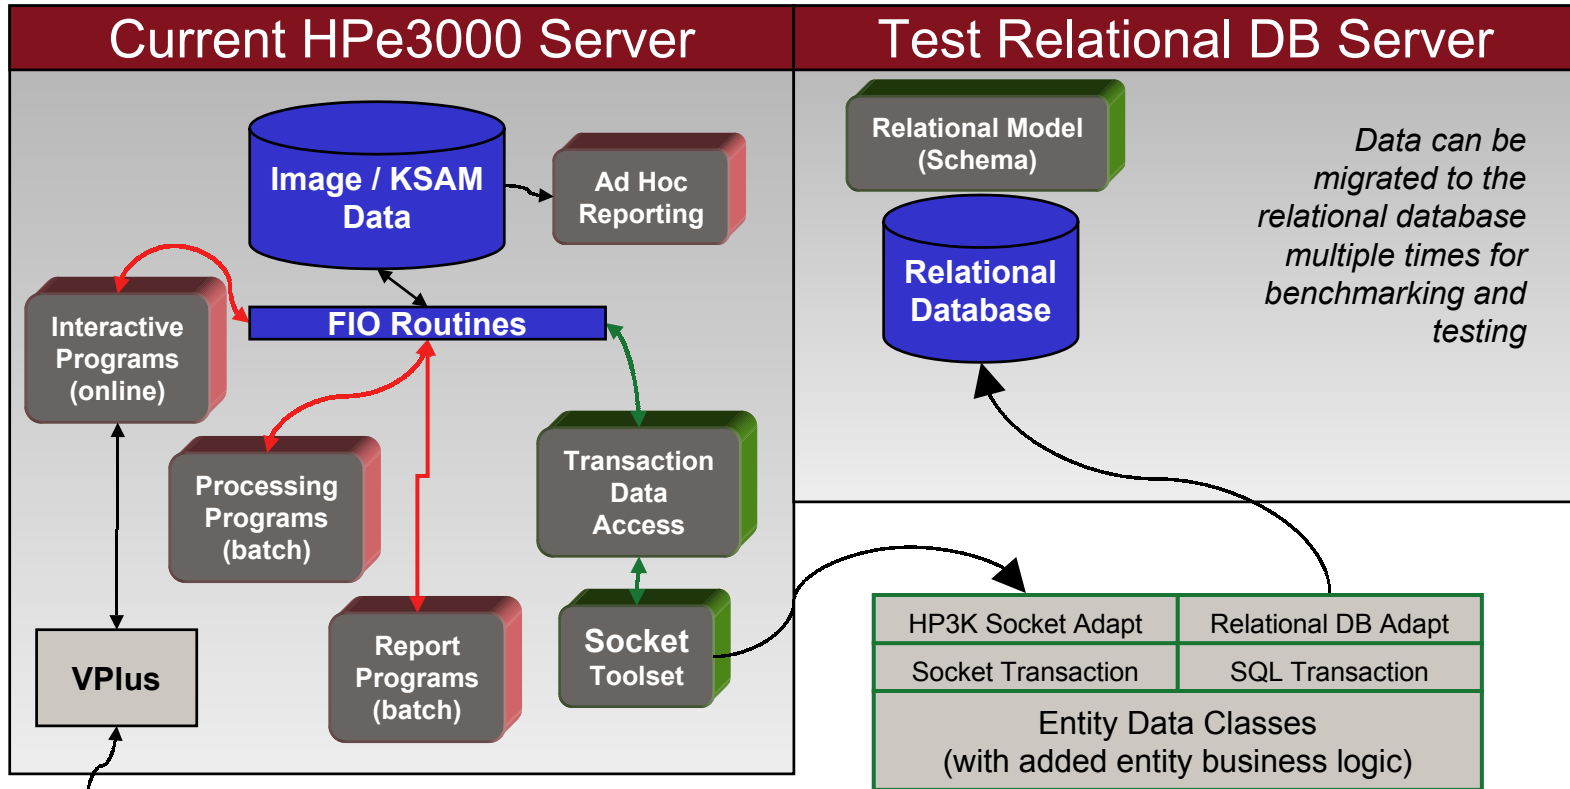 Current HPe3000 Server
Test Relational DB Server
Image / KSAM
Data
Ad Hoc
Reporting
FIO Routines
Interactive
Programs
(online)
Processing
Programs
(batch)
Report
Programs
(batch)
Transaction
Data
Access
Socket
Toolset
VPlus
Relational Model
(Schema)
Relational
Database
Data can be
migrated to the
relational database
multiple times for
benchmarking and
testing
HP3K Socket Adapt
Relational DB Adapt
Socket Transaction
SQL Transaction
Entity Data Classes
(with added entity business logic)